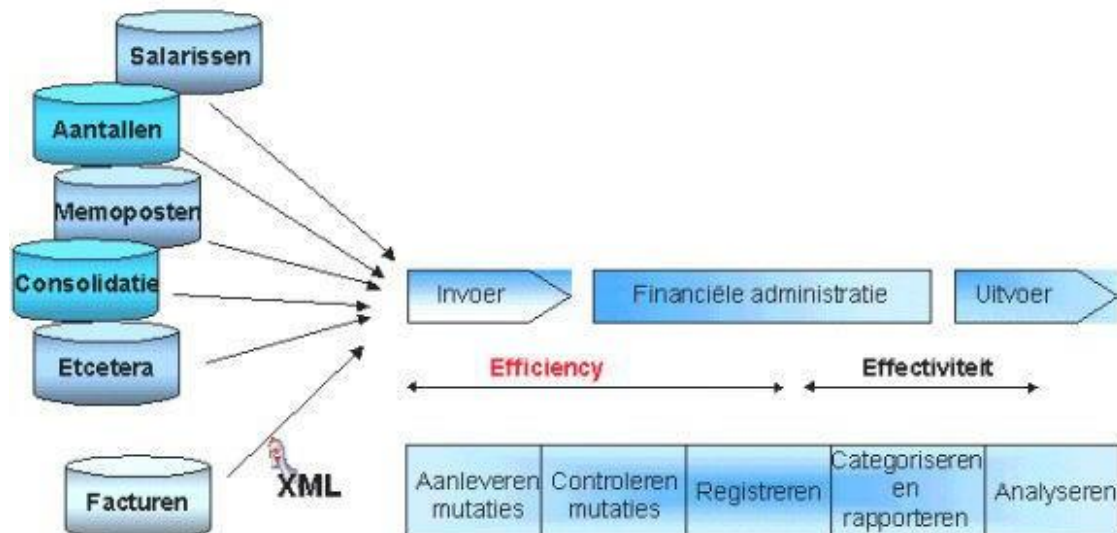 Salarissen
Aantallen
Memoposten
Consolidatie
Etcetera
Facturen
XML
Invoer
Financiële administratie
Uitvoer
Efficiency
Effectiviteit
Aanleveren
mutaties
Controleren
mutaties
Registreren
Categoriseren
en
rapporteren
Analyseren